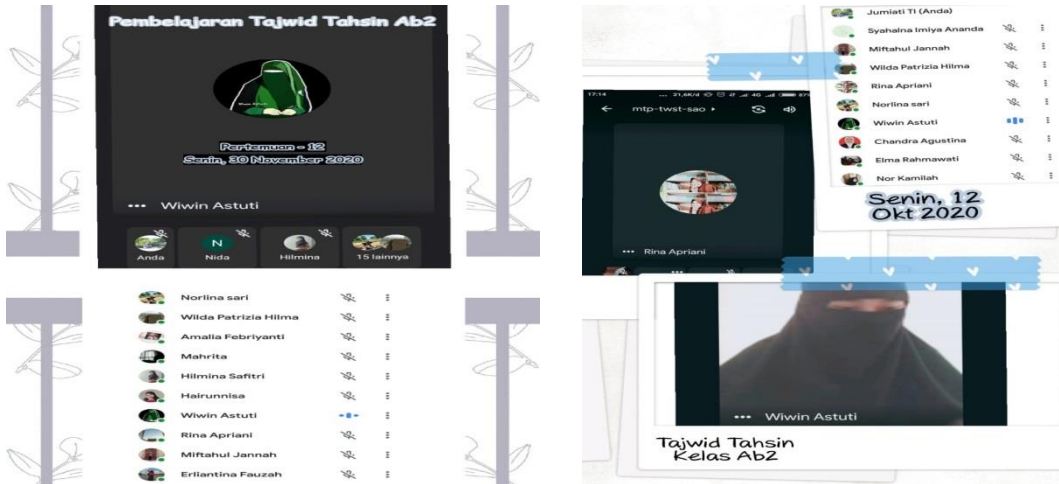 Pembelajaran Tajwid Tahsin Ab2
Pertemuan - 12
Senin, 30 November 2020
Wiwin Astuti
Anda
N
Nida
Hilmina
15 lainnya
Norlina sari
Wilda Patrizia Hilma
Amalia Febriyanti
Mahrita
Hilmina Safitri
Hairunnisa
Wiwin Astuti
Rina Apriani
Miftahul Jannah
Erliantina Fauzah
Jumiati TI (Anda)
Syahalna Imiya Ananda
Miftahul Jannah
Wilda Patrizia Hilma
Rina Apriani
Norlina sari
Wiwin Astuti
Chandra Agustina
Elma Rahmawati
Nor Kamilah
Senin, 12
Okt 2020
17:14
4G
mtp-twst-sao
Rina Apriani
Wiwin Astuti
Tajwid Tahsin
Kelas Ab2